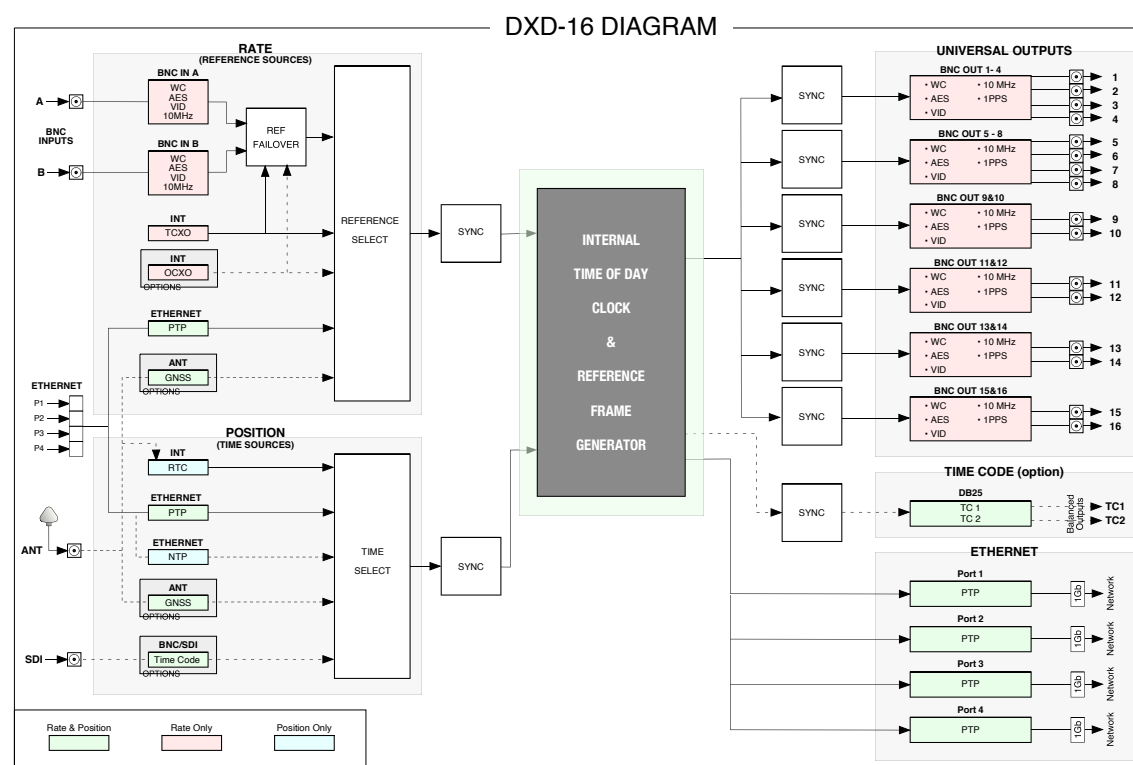 DXD-16 DIAGRAM
RATE
(REFERENCE SOURCES)
BNC IN A
WC
AES
VID
10MHz
A
BNC
INPUTS
B
REF
FAILOVER
BNC IN B
WC
AES
VID
10MHz
INT
TCXO
INT
OCXO
OPTIONS
ETHERNET
PTP
ANT
GNSS
OPTIONS
REFERENCE
SELECT
SYNC
ETHERNET
P1
P2
P3
P4
POSITION
(TIME SOURCES)
INT
RTC
ETHERNET
PTP
ETHERNET
NTP
ANT
GNSS
OPTIONS
BNC/SDI
Time Code
OPTIONS
ANT
SDI
TIME
SELECT
SYNC
INTERNAL
TIME OF DAY
CLOCK
&
REFERENCE
FRAME
GENERATOR
SYNC
SYNC
SYNC
SYNC
SYNC
SYNC
SYNC
UNIVERSAL OUTPUTS
BNC OUT 1- 4
• WC • 10 MHz
• AES • 1PPS
• VID
1
2
3
4
BNC OUT 5 - 8
• WC • 10 MHz
• AES • 1PPS
• VID
5
6
7
8
BNC OUT 9&10
• WC • 10 MHz
• AES • 1PPS
• VID
9
10
BNC OUT 11&12
• WC • 10 MHz
• AES • 1PPS
• VID
11
12
BNC OUT 13&14
• WC • 10 MHz
• AES • 1PPS
• VID
13
14
BNC OUT 15&16
• WC • 10 MHz
• AES • 1PPS
• VID
15
16
TIME CODE (option)
DB25
TC 1
TC 2
Balanced
Outputs
TC1
TC2
ETHERNET
Port 1
PTP
1Gb
Network
Port 2
PTP
1Gb
Network
Port 3
PTP
1Gb
Network
Port 4
PTP
1Gb
Network
Rate & Position
Rate Only
Position Only